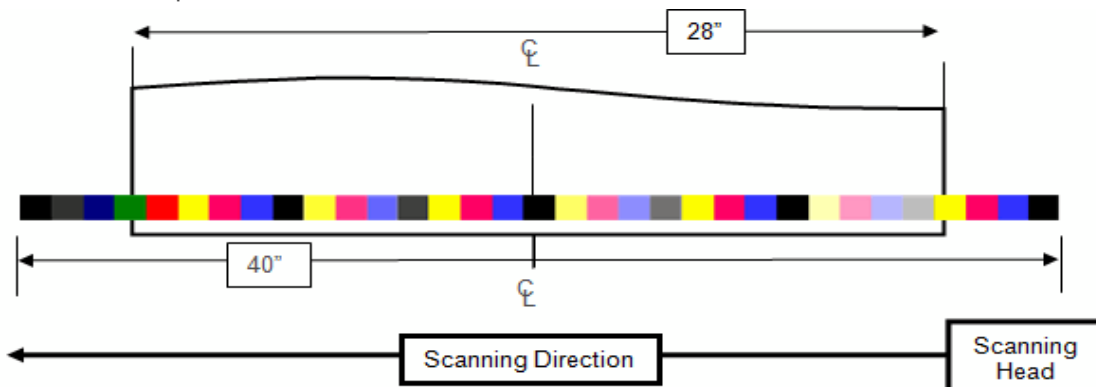 28”
℄
40”
℄
Scanning Direction
Scanning
Head